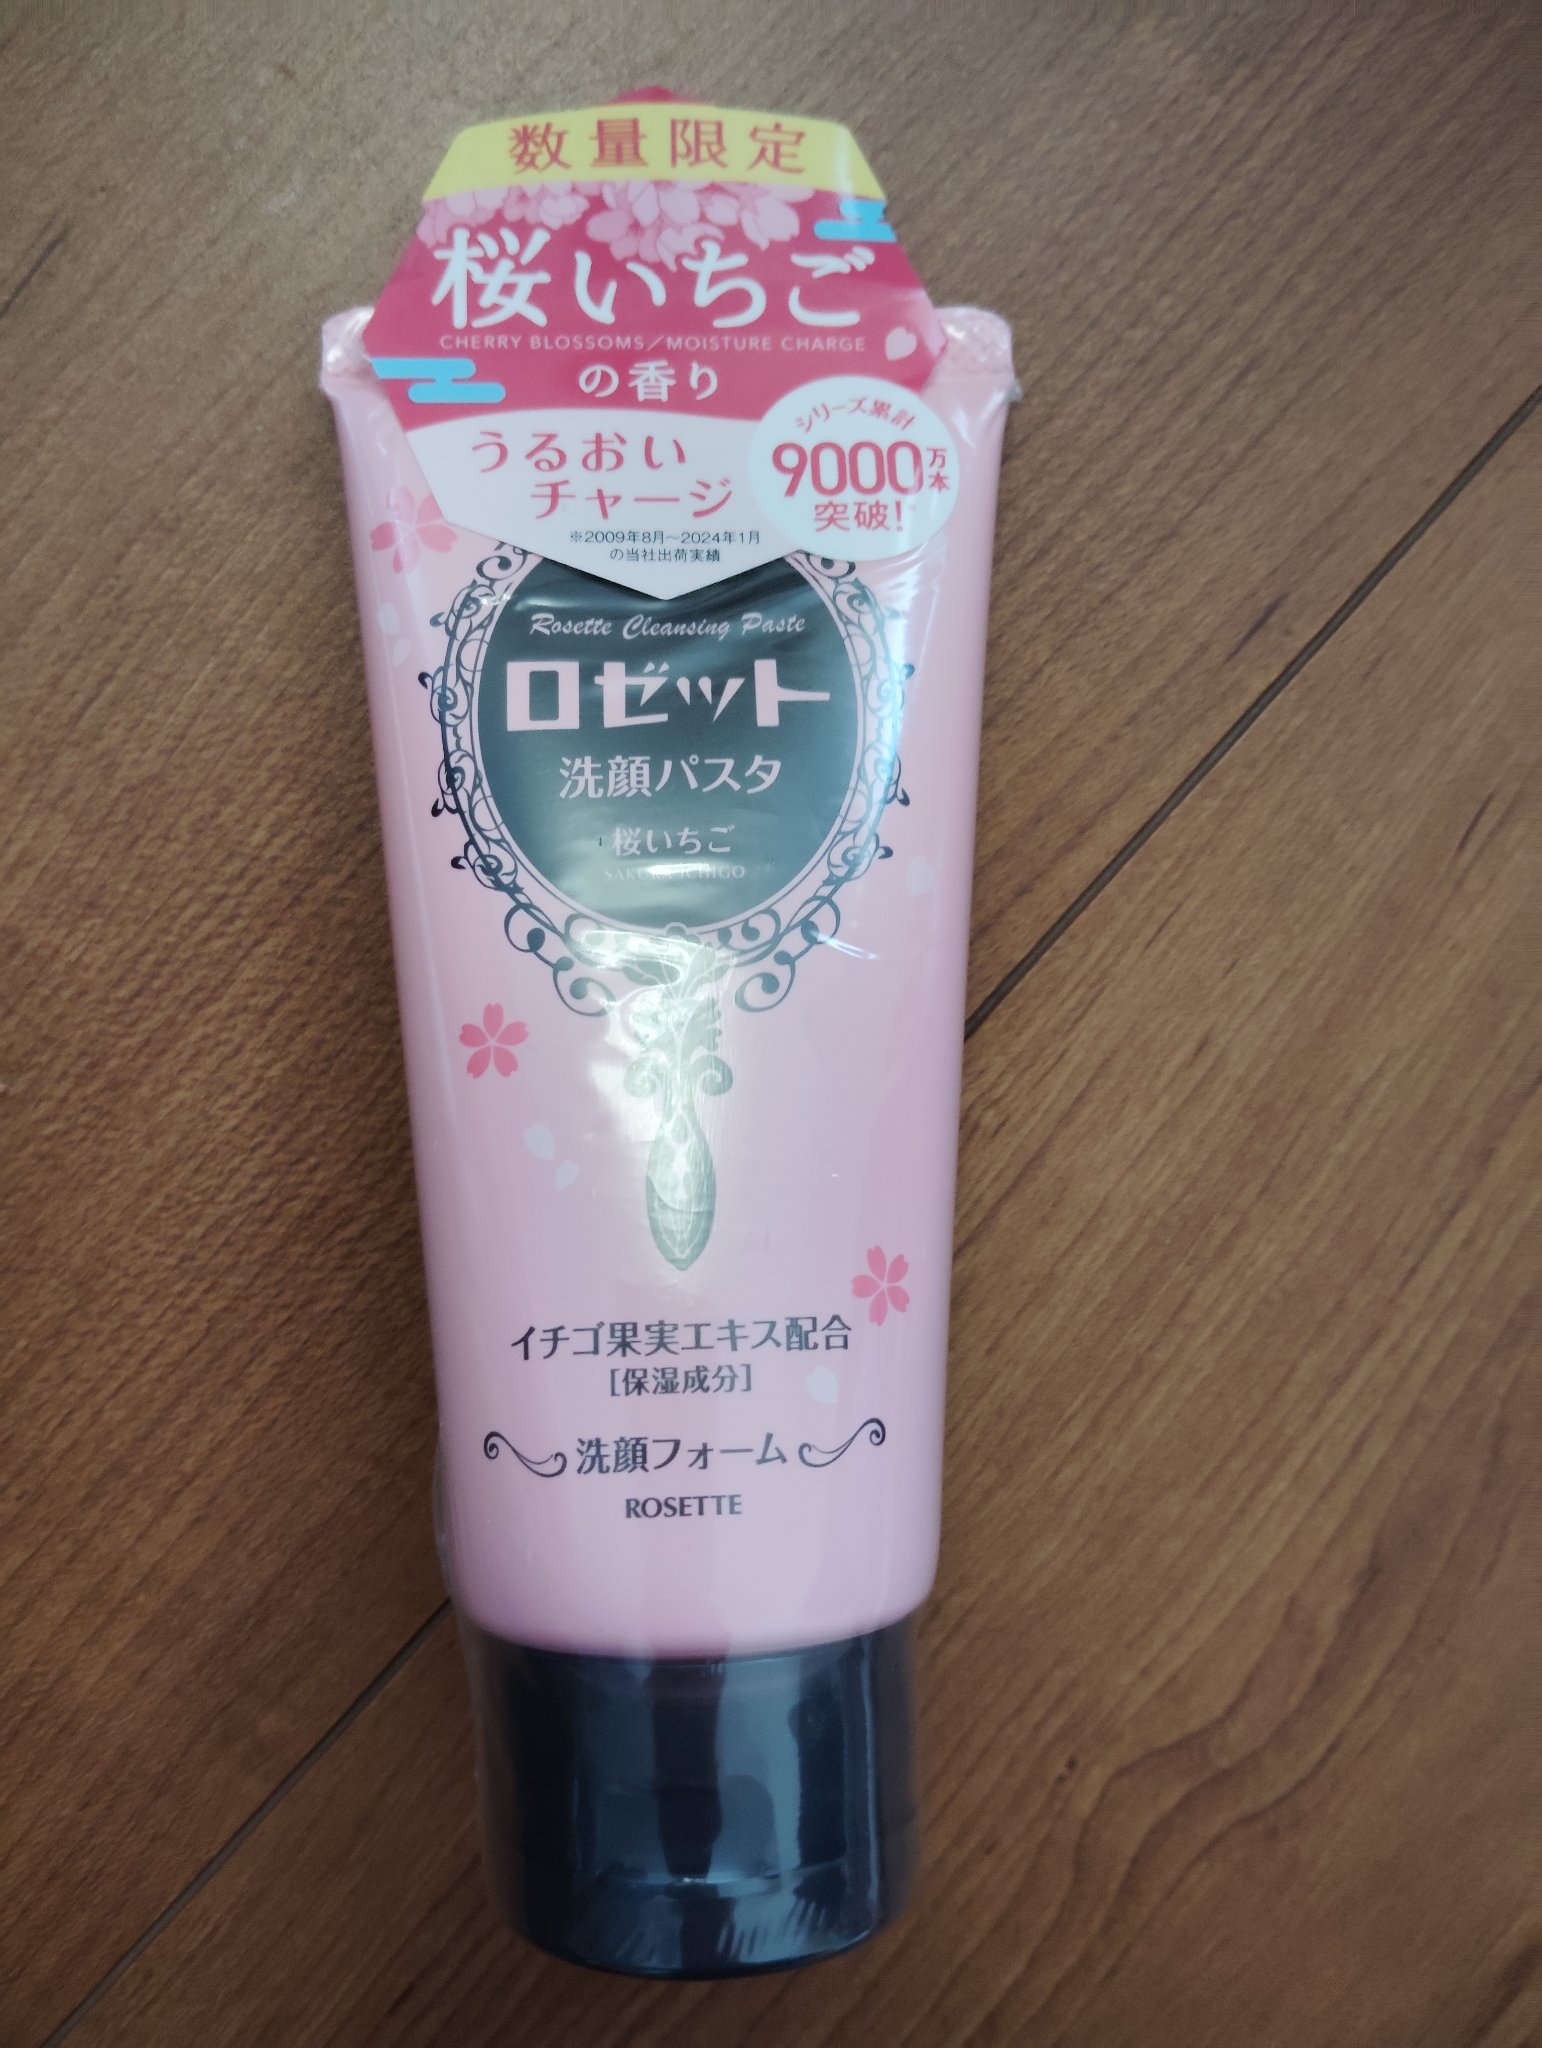 数量限定
桜いちご
CHERRY BLOSSOMS／MOISTURE CHARGE
の香り
うるおい
チャージ
シリーズ累計
9000万本
突破!
※2009年8月～2024年1月
の当社出荷実績
Rosette Cleansing Paste
ロゼット
洗顔パスタ
桜いちご
SAKURA ICHIGO
イチゴ果実エキス配合
[保湿成分]
洗顔フォーム
ROSETTE